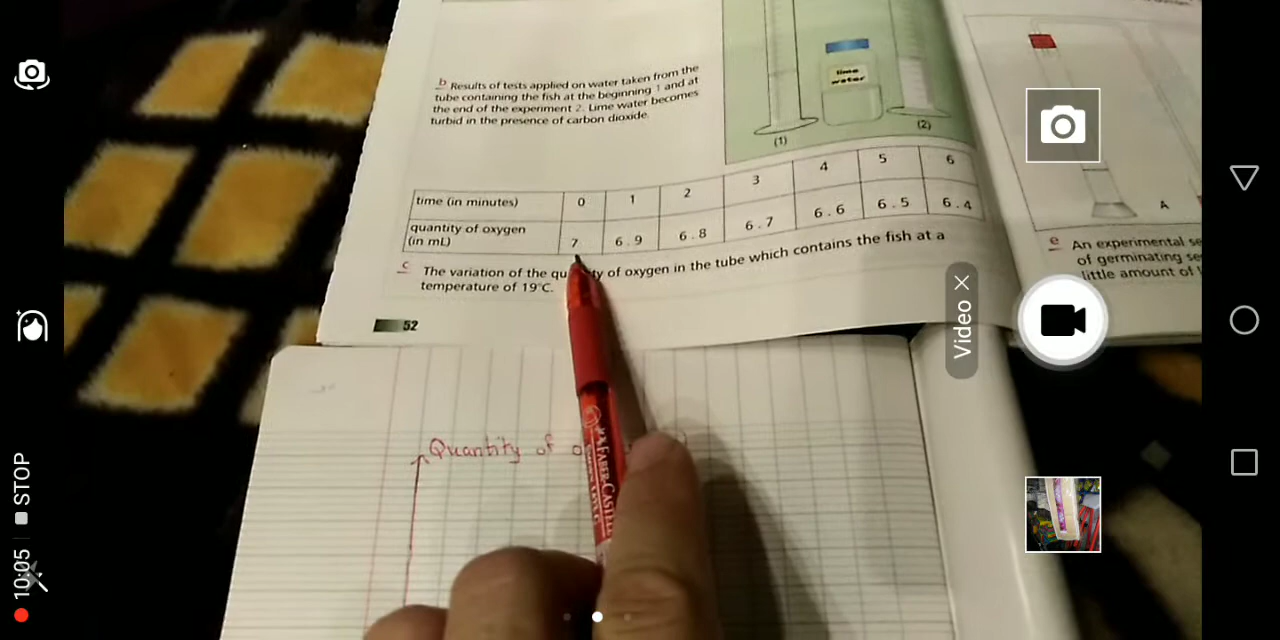 b Results of tests applied on water taken from the
tube containing the fish at the beginning 1 and at
the end of the experiment 2. Lime water becomes
turbid in the presence of carbon dioxide.
lime
water
(1)
(2)
time (in minutes) 0 1 2 3 4 5 6
quantity of oxygen
(in mL) 7 6.9 6.8 6.7 6.6 6.5 6.4
c The variation of the of oxygen in the tube which contains the fish at a
temperature of 19°C.
52
A
e An experimental
of germinating
little amount of
Quantity of
FABER-CASTELL
Video ×
10:05 STOP